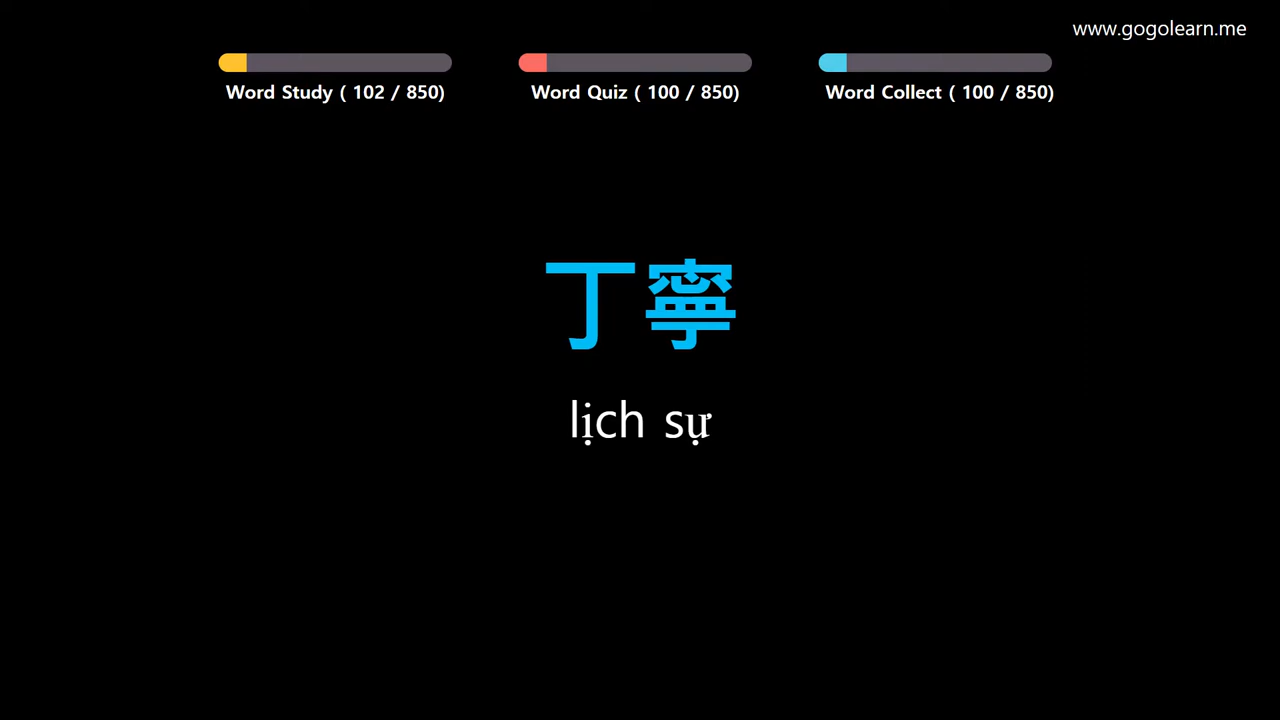 www.gogolearn.me
Word Study ( 102 / 850)
Word Quiz ( 100 / 850)
Word Collect ( 100 / 850)
丁寧
lịch sự